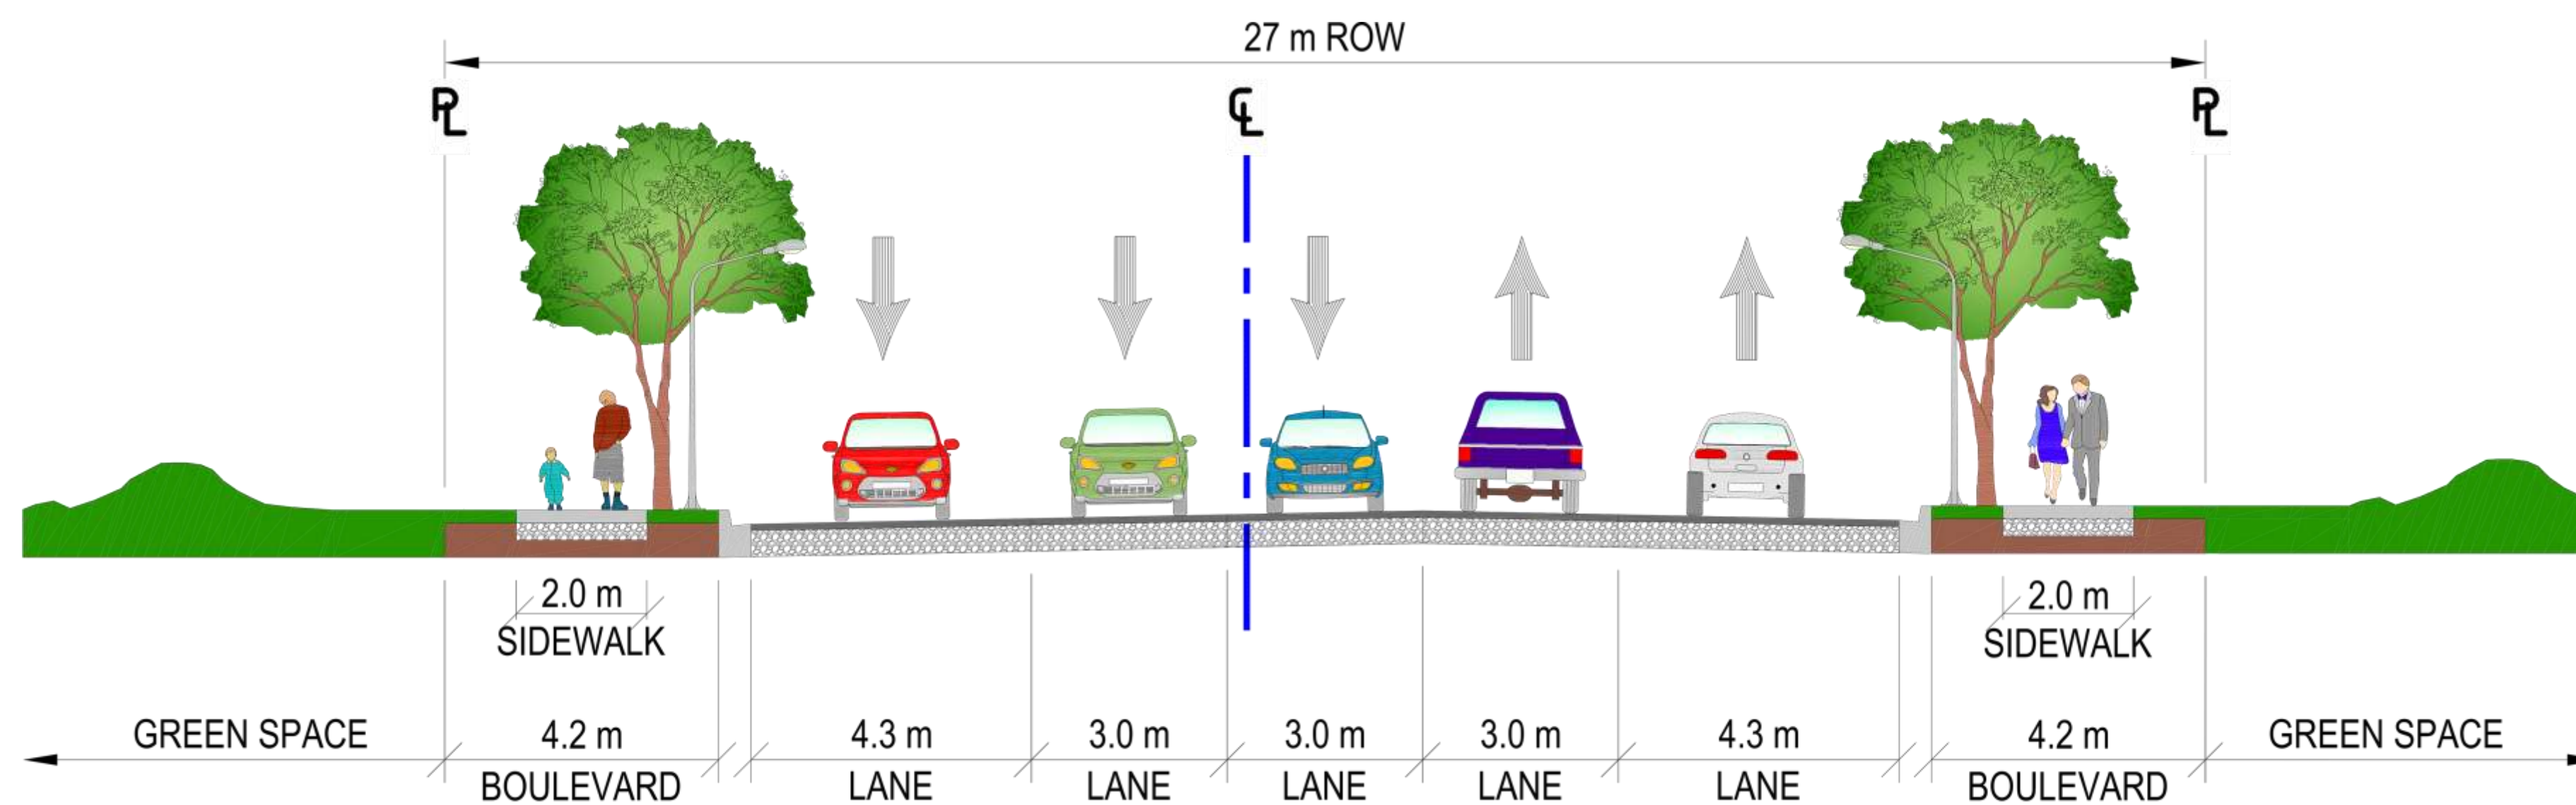 27 m ROW
PL
CL
PL
2.0 m
SIDEWALK
2.0 m
SIDEWALK
GREEN SPACE
4.2 m
BOULEVARD
4.3 m
LANE
3.0 m
LANE
3.0 m
LANE
3.0 m
LANE
4.3 m
LANE
4.2 m
BOULEVARD
GREEN SPACE